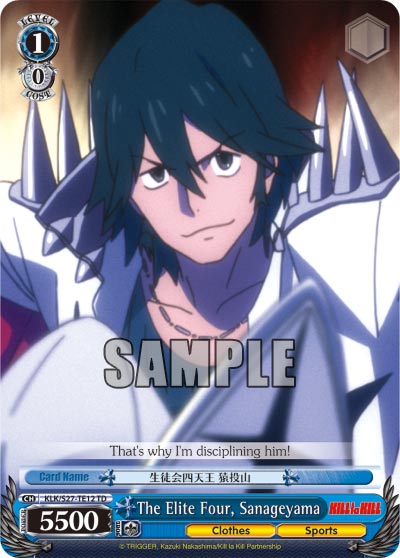 LEVEL
1
0
COST
SAMPLE
That's why I'm disciplining him!
Card Name 生徒会四天王 猿投山
CH KLK/S27-TE12 TD
The Elite Four, Sanageyama KILL la KILL
5500 Clothes Sports
© TRIGGER, Kazuki Nakashima/Kill la Kill Partnership